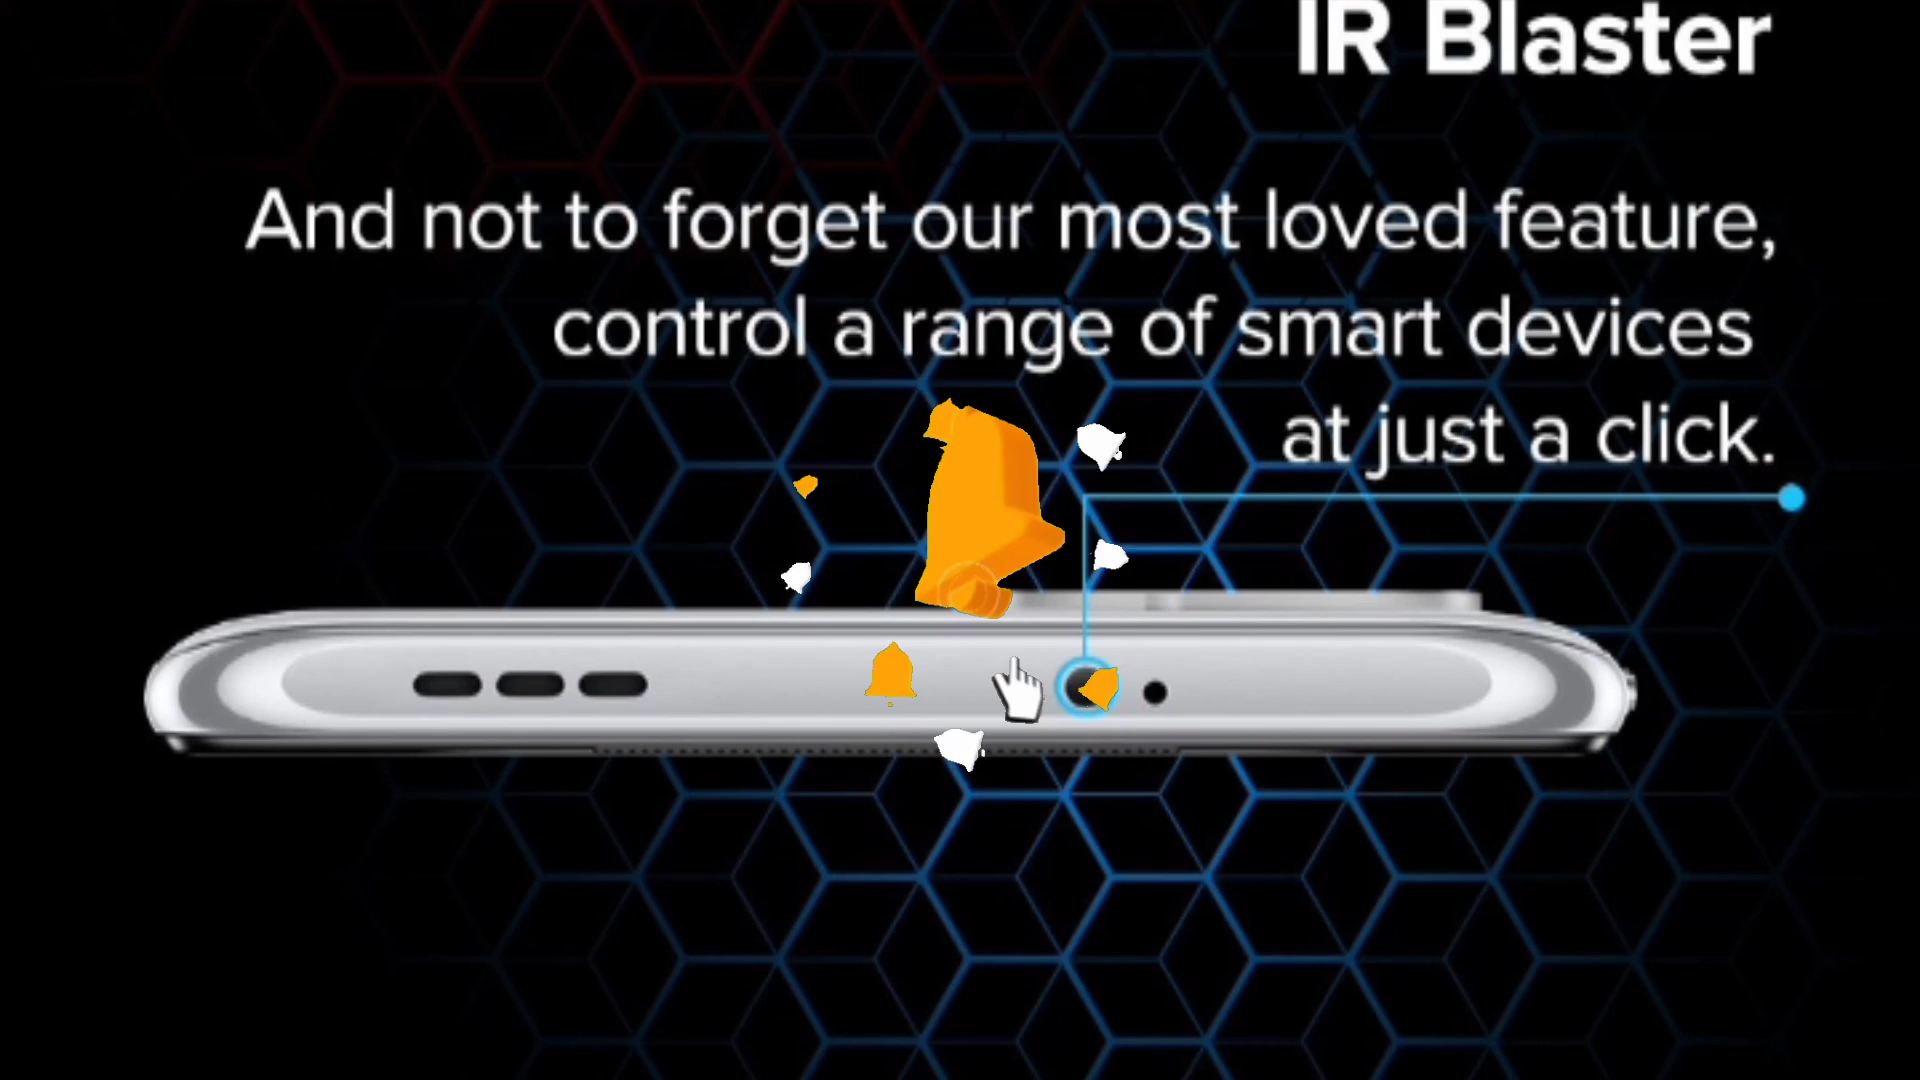 IR Blaster
And not to forget our most loved feature,
control a range of smart devices
at just a click.